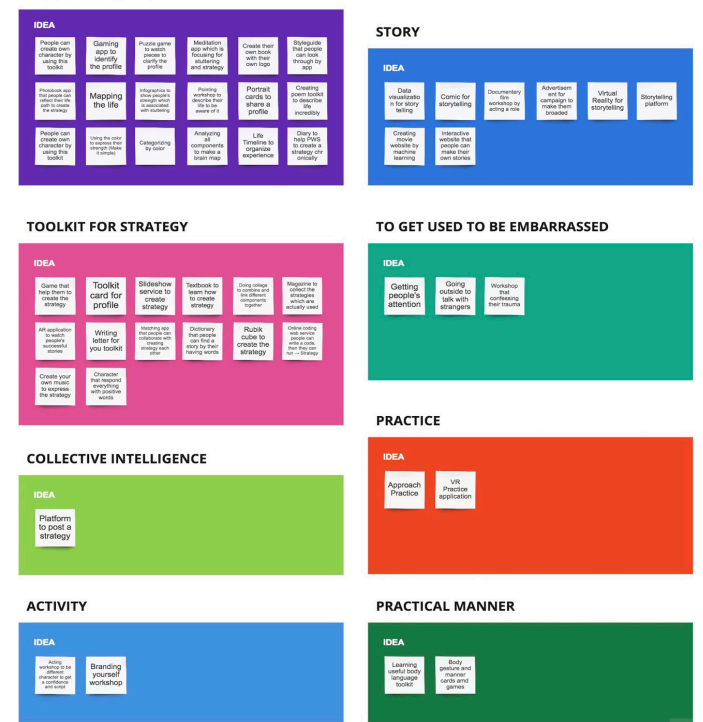 IDEA
People can
create own
character by
using this
toolkit
Gaming
app to
identify
the profile
Puzzle game
to watch
pieces to
clarify the
profile
Meditation
app which is
focusing for
stuttering
and strategy
Create their
own book
with their
own logo
Styleguide
that people
can look
through by
app
Photobook app
that people can
reflect their life
path to create
the strategy
Mapping
the life
Infographics to
show people's
strength which
is associated
with stuttering
Painting
workshop to
describe their
life to be
aware of it
Portrait
cards to
share a
profile
Creating
poem toolkit
to describe
life
incredibly
People can
create own
character by
using this
toolkit
Using the color
to express their
strength (Make
it simple)
Categorizing
by color
Analyzing
all
components
to make a
brain map
Life
Timeline to
organize
experience
Diary to
help PWS
to create a
strategy chr
onically
STORY
IDEA
Data
visualizatio
n for story
telling
Comic for
storytelling
Documentary
film
workshop by
acting a role
Advertisem
ent for
campaign to
make them
broaded
Virtual
Reality for
storytelling
Storytelling
platform
Creating
movie
website by
machine
learning
Interactive
website that
people can
make their
own stories
TOOLKIT FOR STRATEGY
IDEA
Game that
help them to
create the
strategy
Toolkit
card for
profile
Slideshow
service to
create
strategy
Textbook to
learn how
to create
strategy
Doing collage
to combine and
link different
components
together
Magazine to
collect the
strategies
which are
actually used
AR application
to watch
people's
successful
stories
Writing
letter for
you toolkit
Matching app
that people can
collaborate with
creating
strategy each
other
Dictionary
that people
can find a
story by their
having words
Rubik
cube to
create the
strategy
Online coding
web service
people can
write a code,
then they can
run → Strategy
Create your
own music
to express
the strategy
Character
that respond
everything
with positive
words
TO GET USED TO BE EMBARRASSED
IDEA
Getting
people's
attention
Going
outside to
talk with
strangers
Workshop
that
confessing
their trauma
COLLECTIVE INTELLIGENCE
IDEA
Platform
to post a
strategy
PRACTICE
IDEA
Approach
Practice
VR
Practice
application
ACTIVITY
IDEA
Acting
workshop to be
different
character to get
a confidence
and script
Branding
yourself
workshop
PRACTICAL MANNER
IDEA
Learning
useful body
language
toolkit
Body
gesture and
manner
cards amd
games